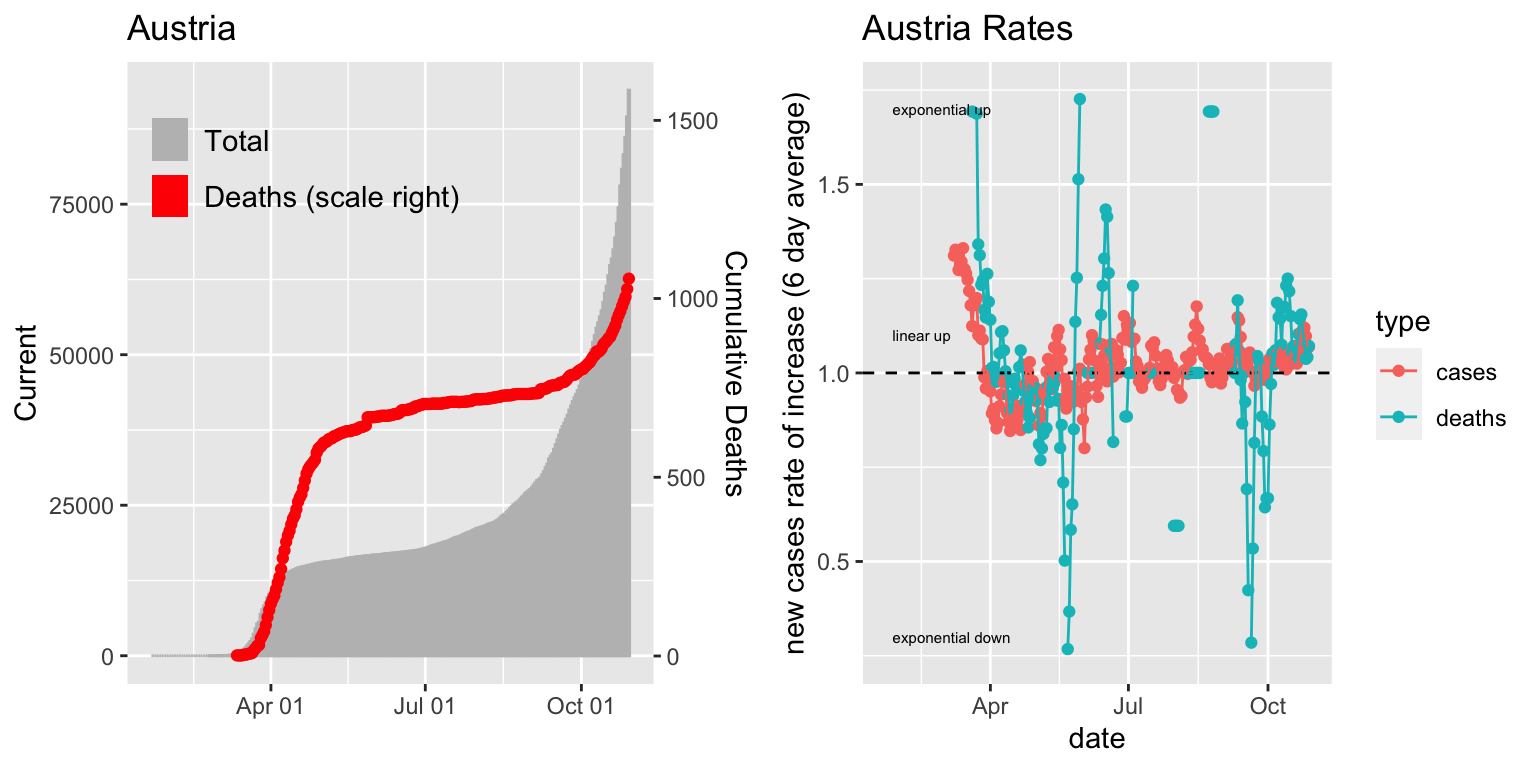 Austria
Total
Deaths (scale right)
Current
75000
50000
25000
0
1500
1000
500
0
Cumulative Deaths
Apr 01
Jul 01
Oct 01
Austria Rates
new cases rate of increase (6 day average)
1.5
1.0
0.5
exponential up
linear up
exponential down
Apr
Jul
Oct
date
type
cases
deaths